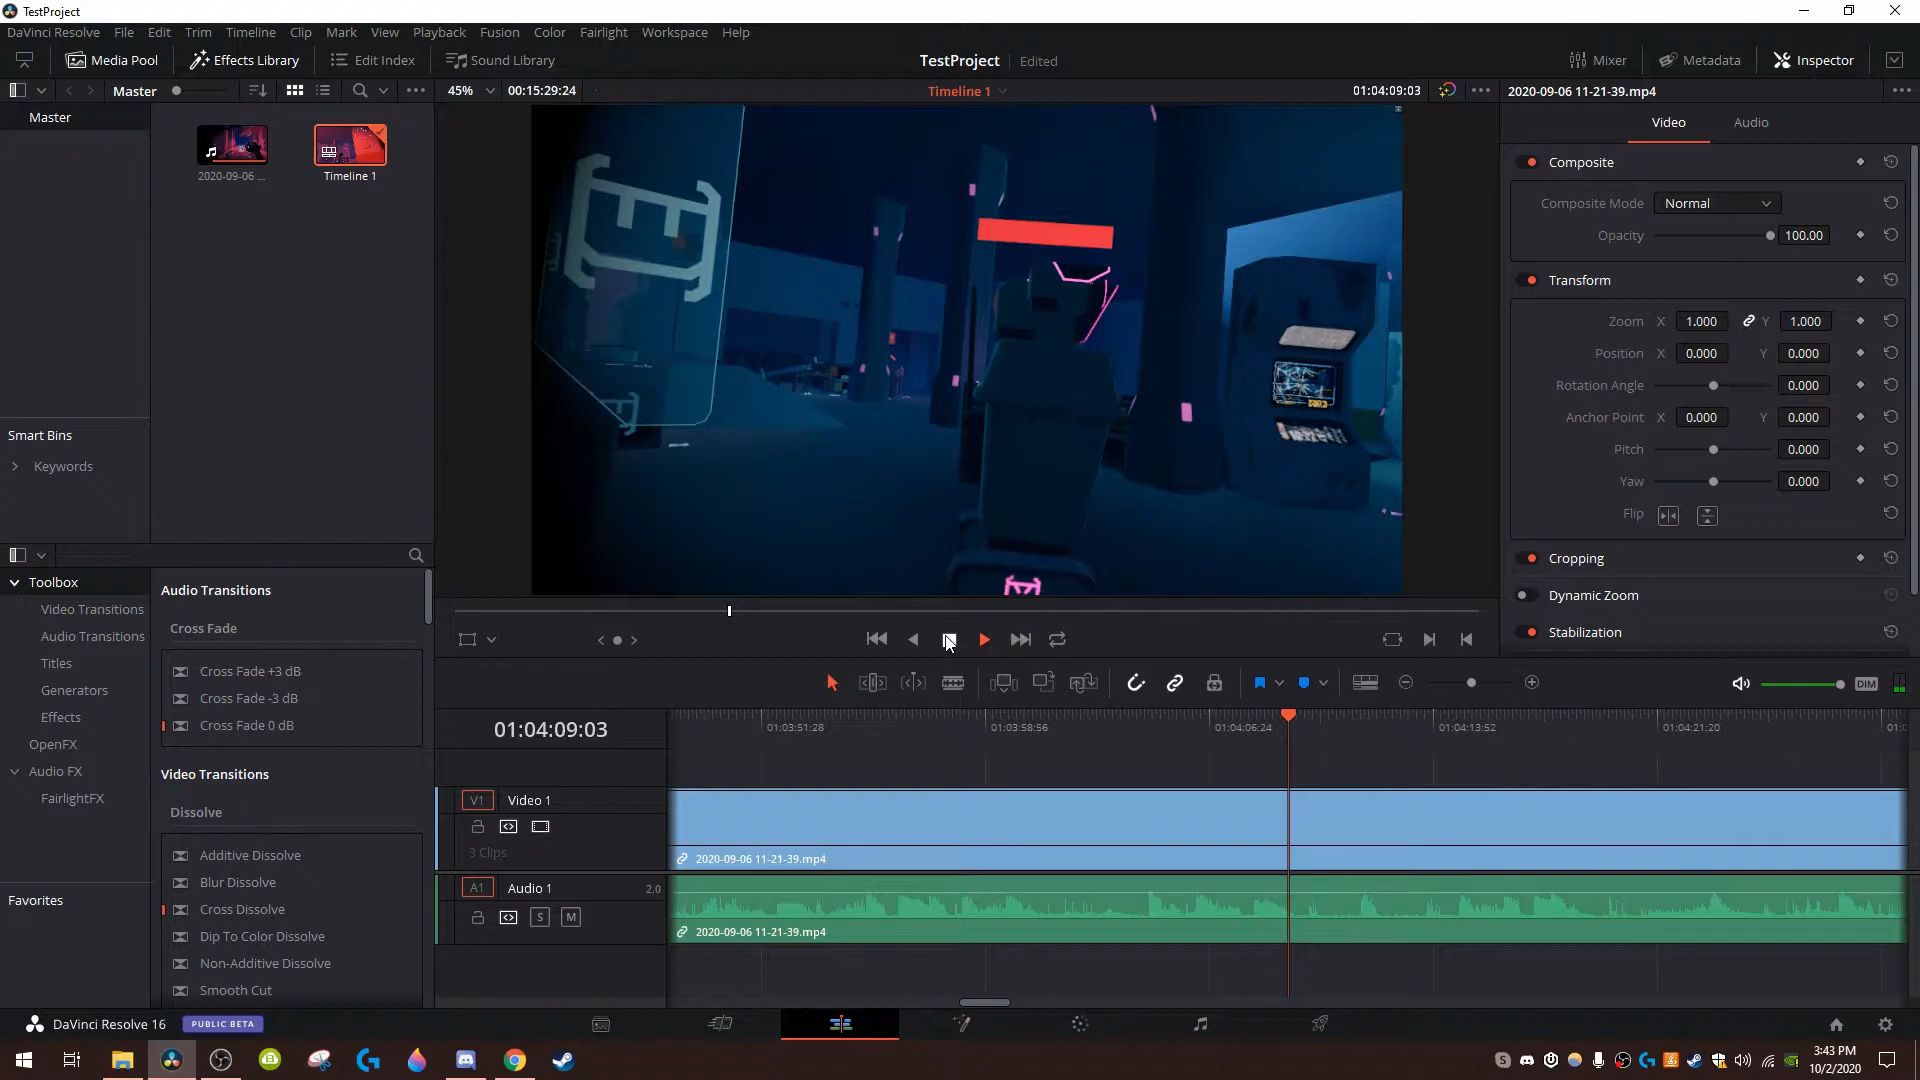 TestProject
DaVinci Resolve File Edit Trim Timeline Clip Mark View Playback Fusion Color Fairlight Workspace Help
Media Pool Effects Library Edit Index Sound Library TestProject Edited Mixer Metadata Inspector
Master 45% 00:15:29:24 Timeline 1 01:04:09:03 2020-09-06 11-21-39.mp4
Master
Video Audio
2020-09-06 ... Timeline 1
Composite
Composite Mode Normal
Opacity 100.00
Transform
Zoom X 1.000 Y 1.000
Position X 0.000 Y 0.000
Rotation Angle 0.000
Anchor Point X 0.000 Y 0.000
Pitch 0.000
Yaw 0.000
Flip
Cropping
Dynamic Zoom
Stabilization
Smart Bins
Keywords
Toolbox
Video Transitions
Audio Transitions
Titles
Generators
Effects
OpenFX
Audio FX
FairlightFX
Favorites
Audio Transitions
Cross Fade
Cross Fade +3 dB
Cross Fade -3 dB
Cross Fade 0 dB
Video Transitions
Dissolve
Additive Dissolve
Blur Dissolve
Cross Dissolve
Dip To Color Dissolve
Non-Additive Dissolve
Smooth Cut
DIM
01:04:09:03
01:03:51:28 01:03:58:56 01:04:06:24 01:04:13:52 01:04:21:20
V1 Video 1
3 Clips
2020-09-06 11-21-39.mp4
A1 Audio 1 2.0
S M
2020-09-06 11-21-39.mp4
DaVinci Resolve 16 PUBLIC BETA
3:43 PM
10/2/2020